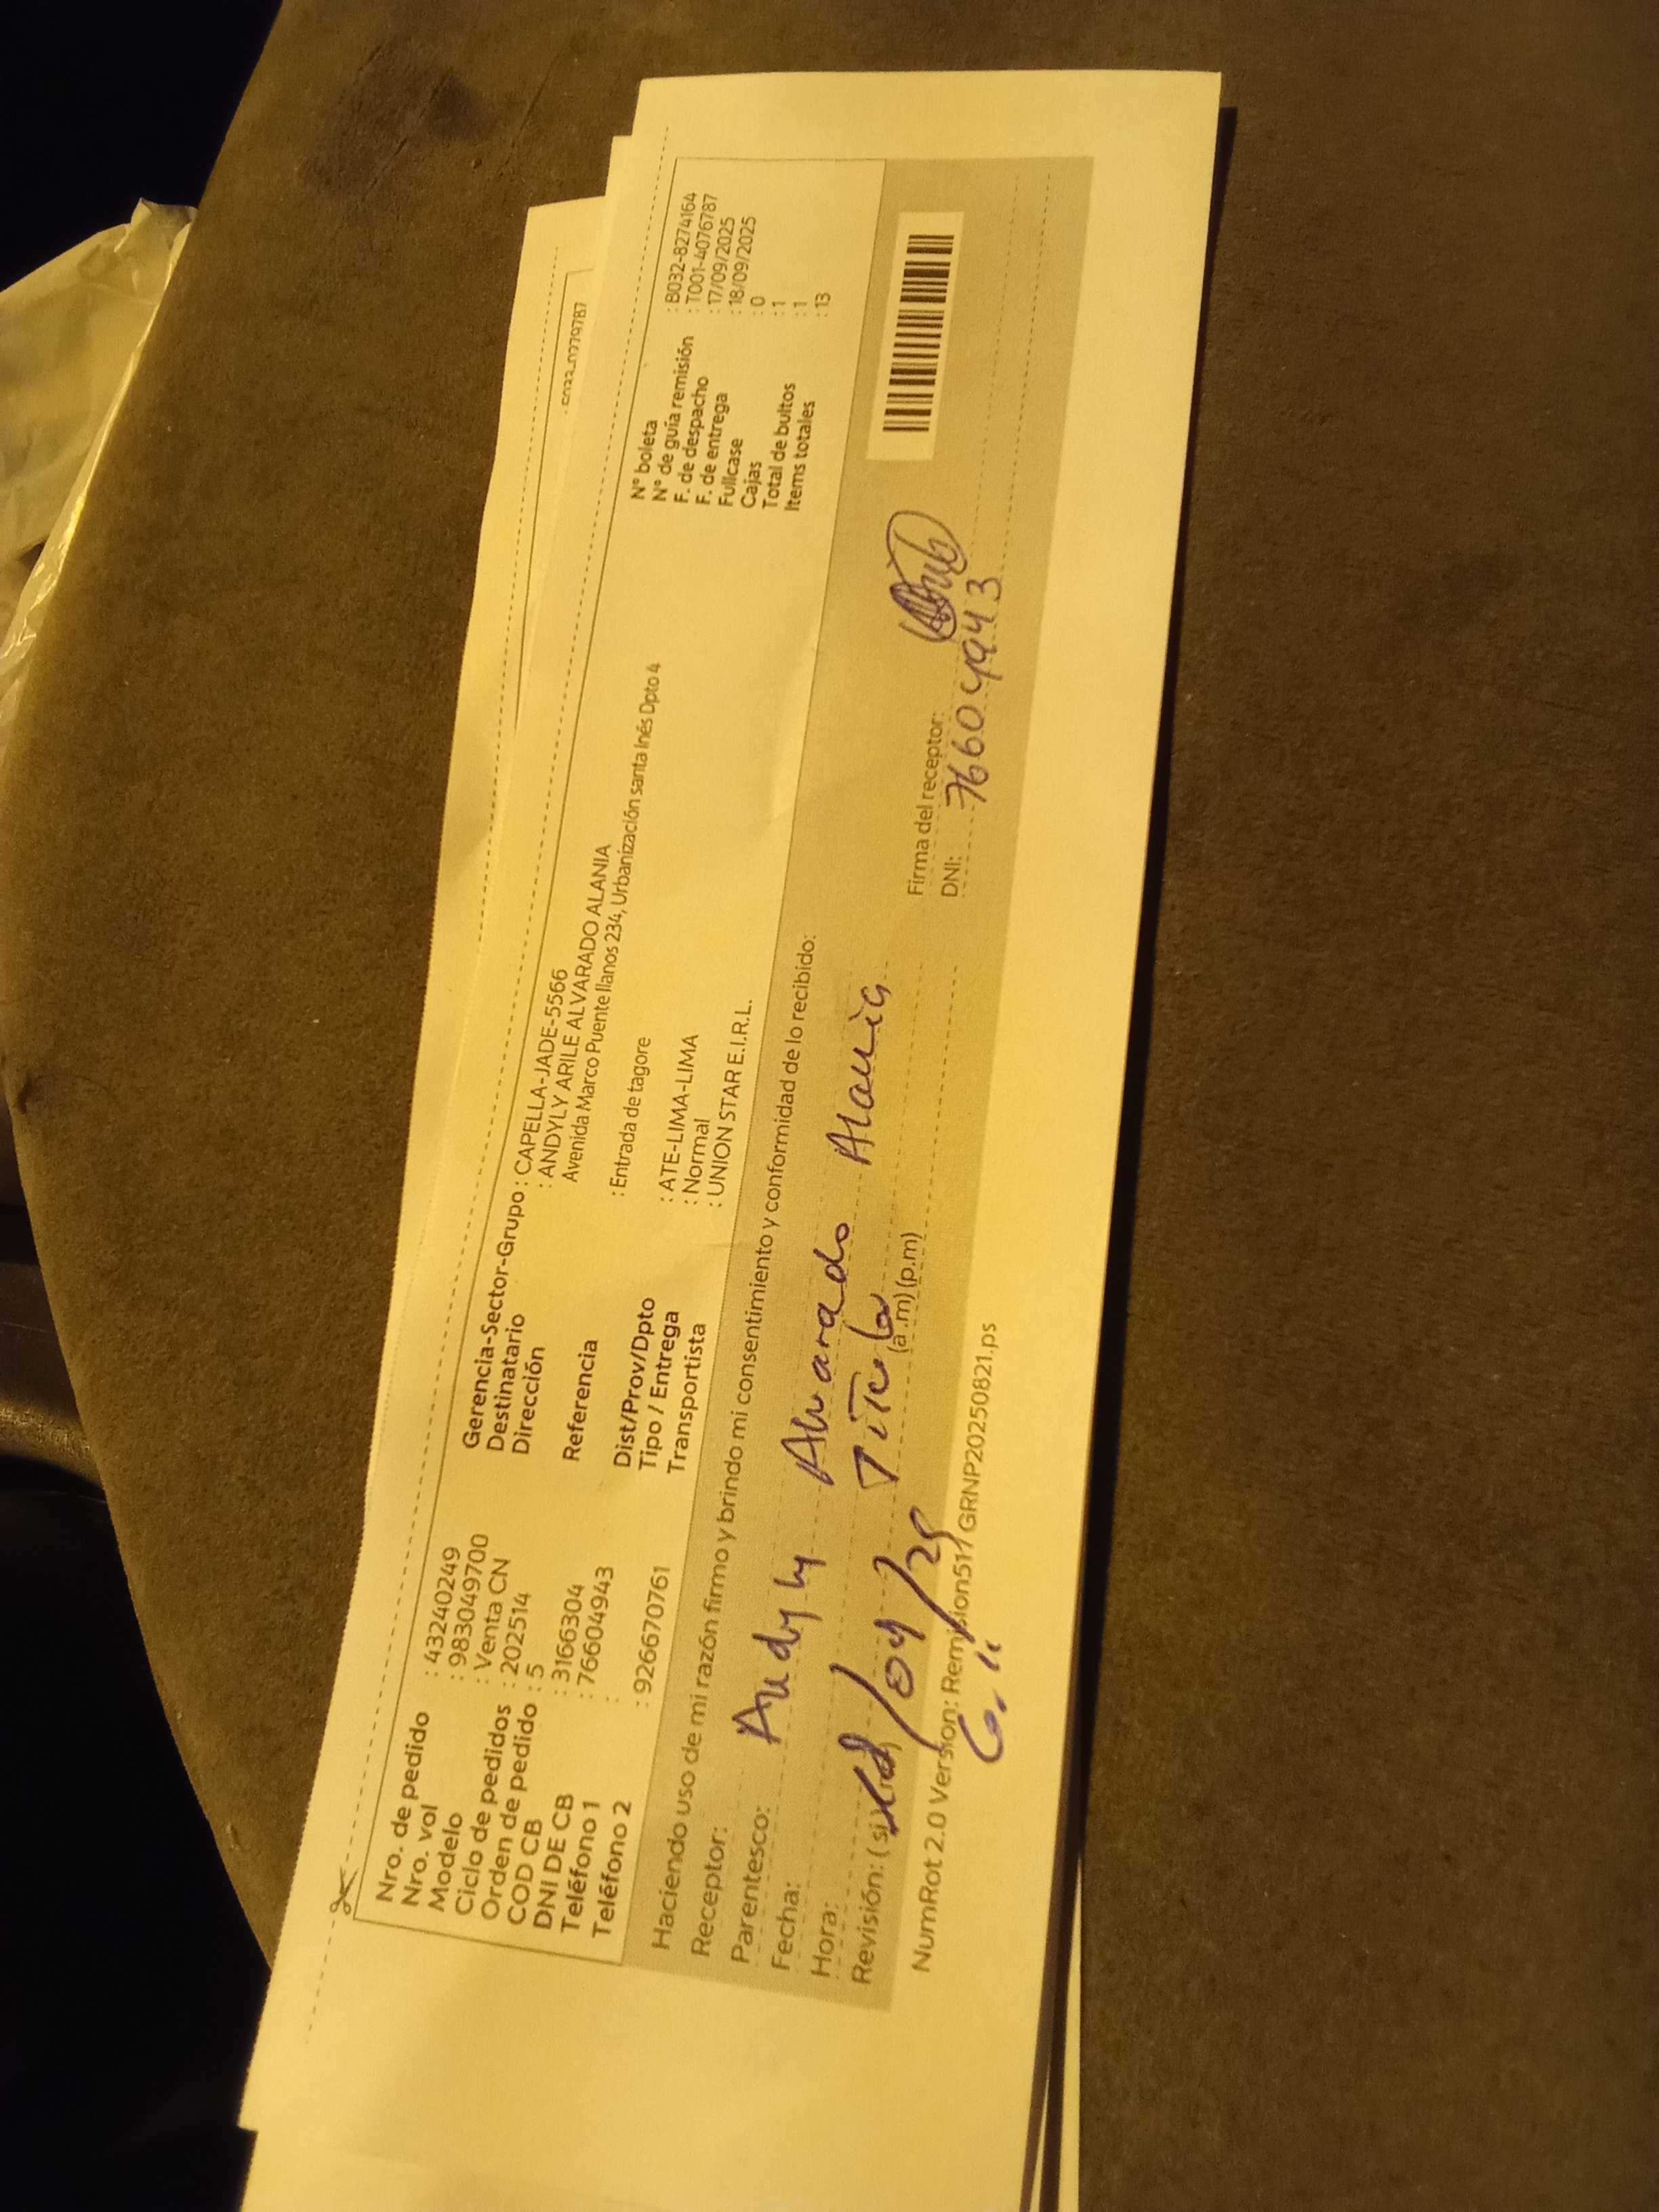 Nro. de pedido : 43240249
Nro. vol : 983049700
Modelo : Venta CN
Ciclo de pedidos : 202514
Orden de pedido : 5
COD CB : 3166304
DNI DE CB : 76604943
Teléfono 1 :
Teléfono 2 : 926670761
Gerencia-Sector-Grupo : CAPELLA-JADE-5566
Destinatario : ANDYLY ARILE ALVARADO ALANIA
Dirección Avenida Marco Puente llanos 234, Urbanización santa Inés Dpto 4
Referencia : Entrada de tagore
Dist/Prov/Dpto : ATE-LIMA-LIMA
Tipo / Entrega : Normal
Transportista : UNION STAR E.I.R.L.
N° boleta : B032-8274164
N° de guía remisión : T001-4076787
F. de despacho : 17/09/2025
F. de entrega : 18/09/2025
Fullcase : 0
Cajas : 1
Total de bultos : 1
Items totales : 13
Haciendo uso de mi razón firmo y brindo mi consentimiento y conformidad de lo recibido:
Receptor: Andyly Alvarado Alania
Parentesco: Titular
Fecha:
Hora: (a.m) (p.m)
Revisión: ( si )
Firma del receptor:
DNI: 76604943
NumRot 2.0 Version: Remision517 GRNP20250821.ps